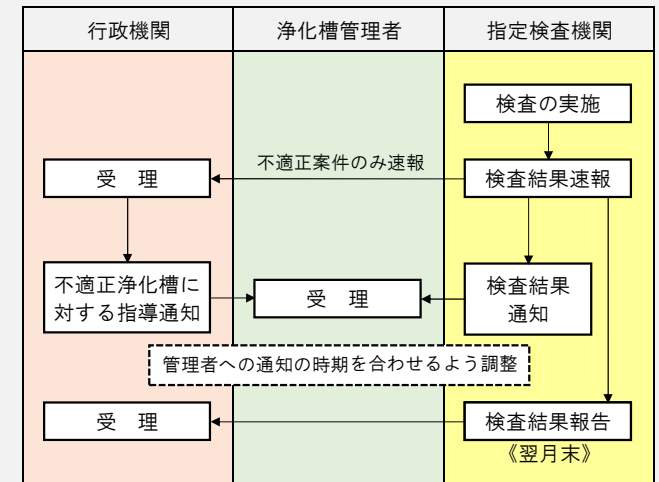 行政機関
浄化槽管理者
指定検査機関
検査の実施
不適正案件のみ速報
受　理
検査結果速報
不適正浄化槽に
対する指導通知
受　理
検査結果
通知
管理者への通知の時期を合わせるよう調整
受　理
検査結果報告
《翌月末》